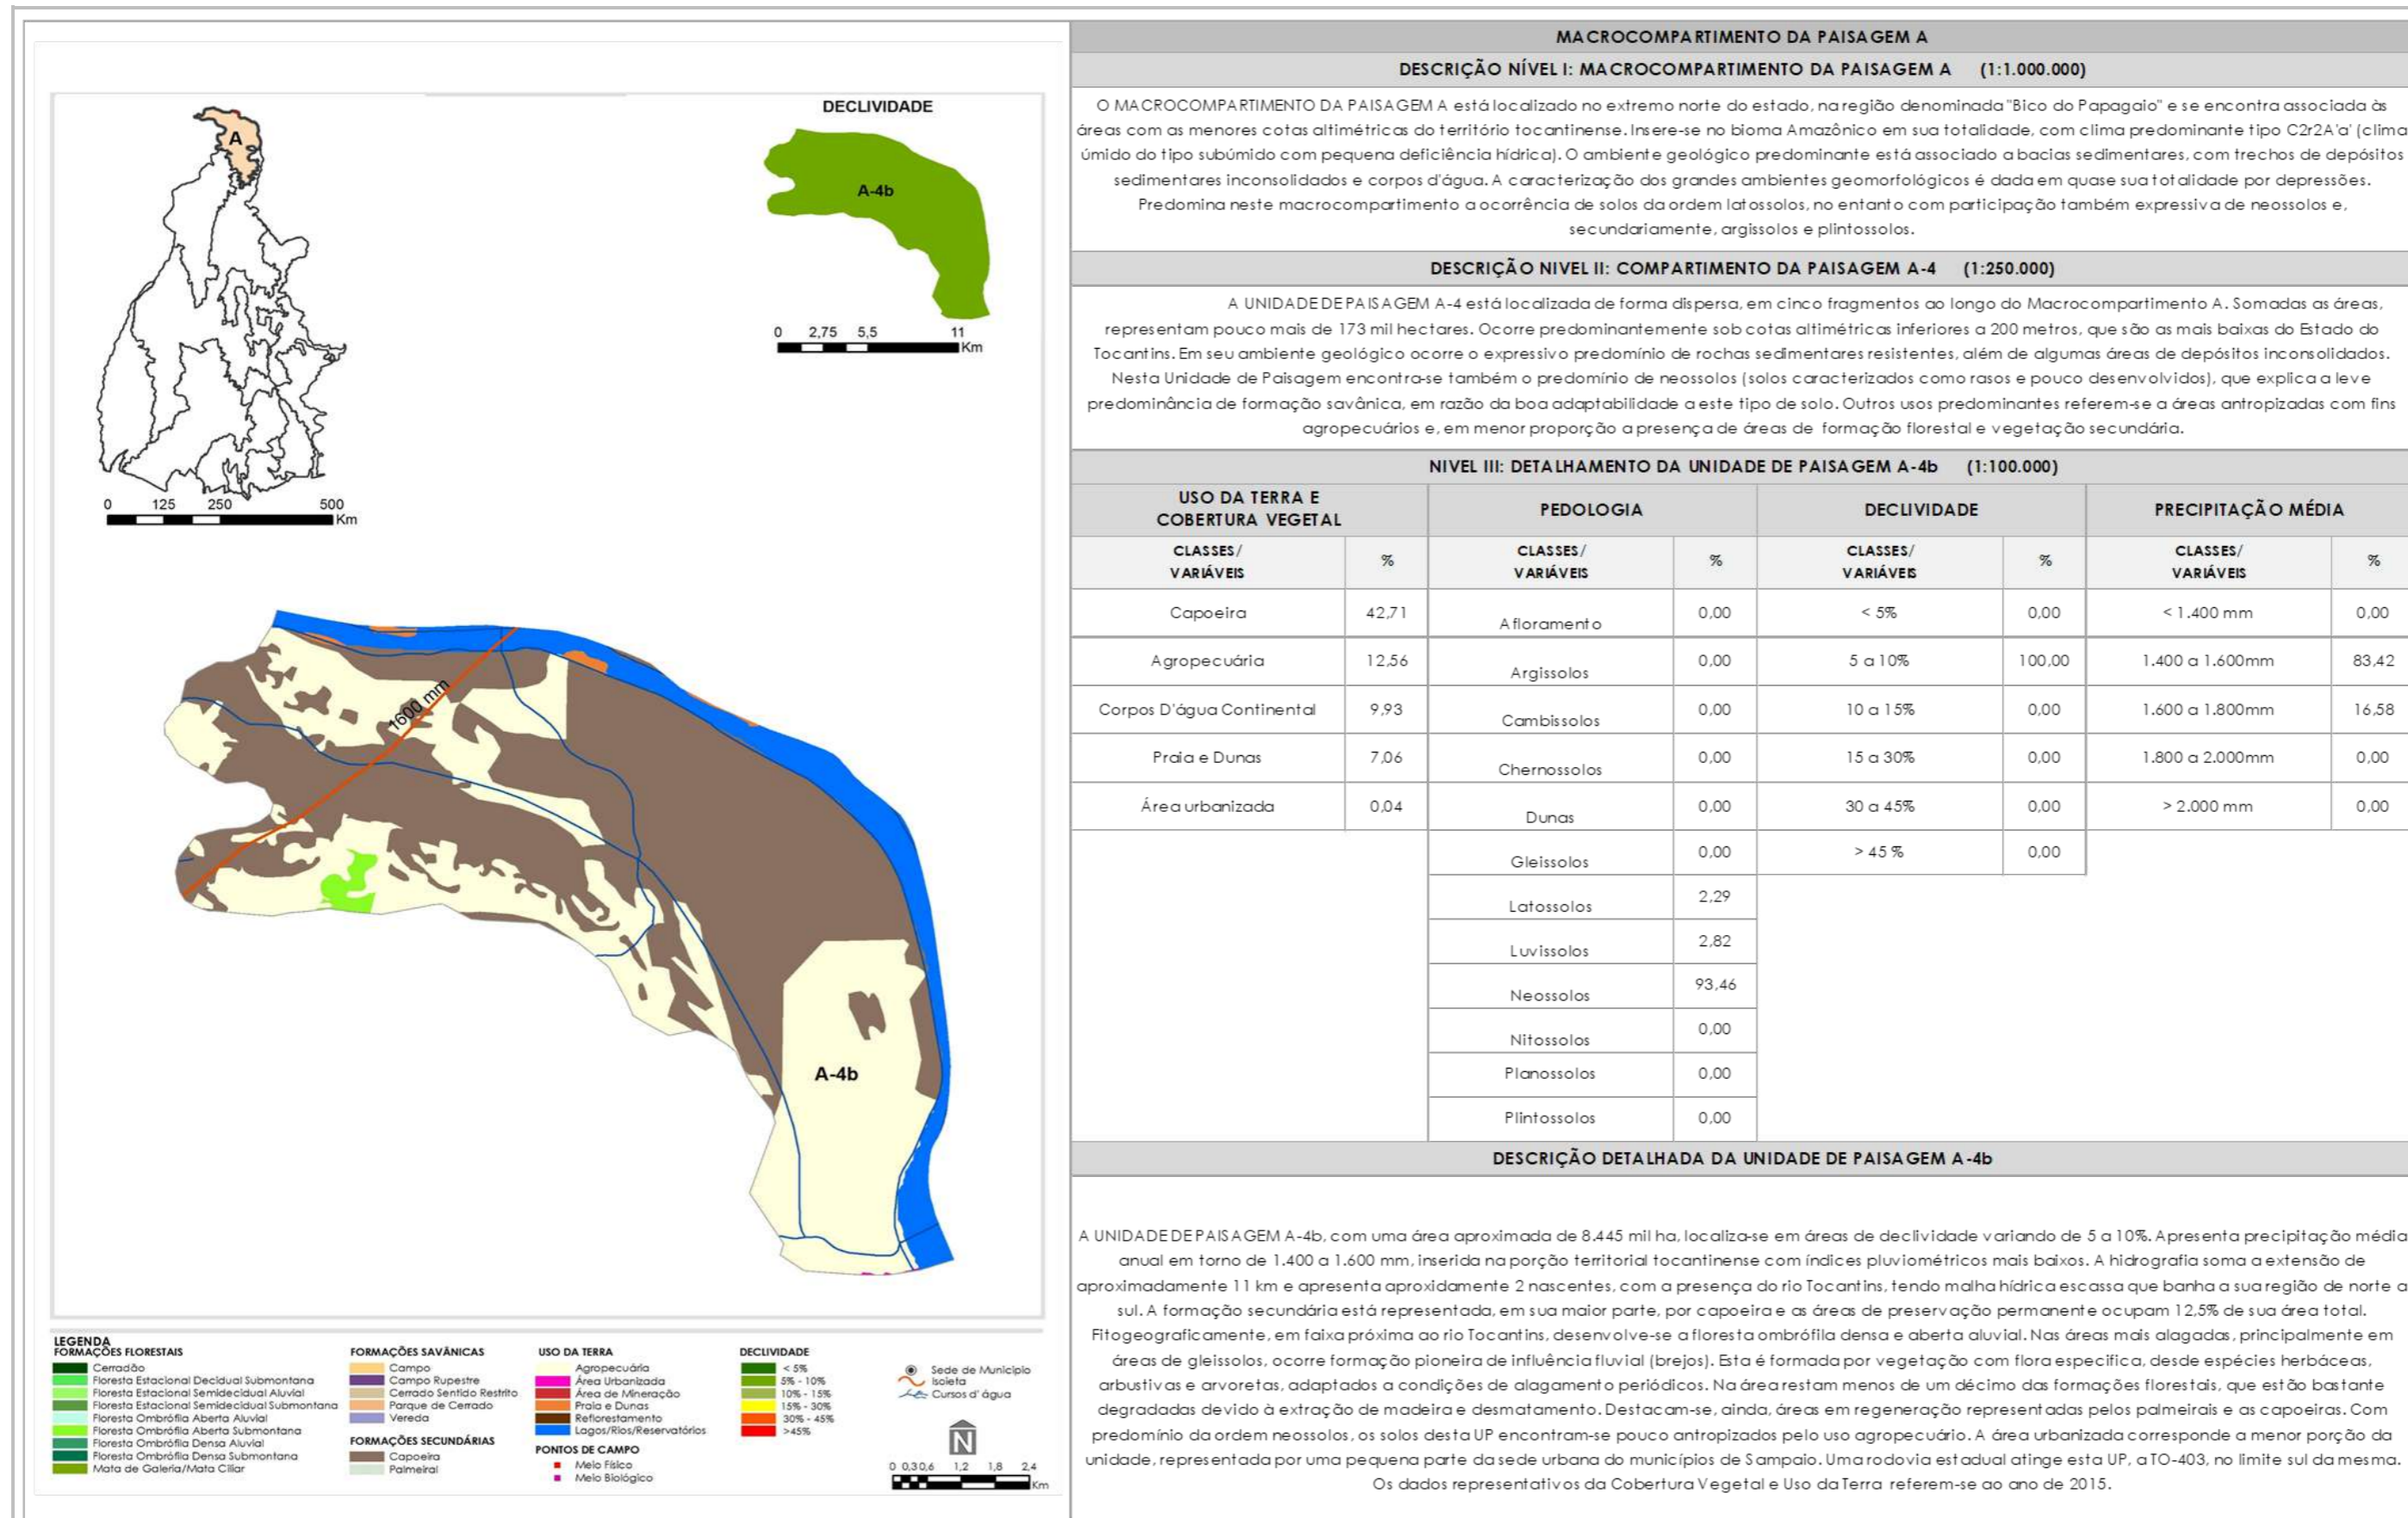 DECLIVIDADE
A
A-4b
0 2,75 5,5 11
Km
0 125 250 500
Km
1600 mm
A-4b
LEGENDA
FORMAÇÕES FLORESTAIS
Cerradão
Floresta Estacional Decidual Submontana
Floresta Estacional Semidecidual Aluvial
Floresta Estacional Semidecidual Submontana
Floresta Ombrófila Aberta Aluvial
Floresta Ombrófila Aberta Submontana
Floresta Ombrófila Densa Aluvial
Floresta Ombrófila Densa Submontana
Mata de Galeria/Mata Ciliar
FORMAÇÕES SAVÂNICAS
Campo
Campo Rupestre
Cerrado Sentido Restrito
Parque de Cerrado
Vereda
FORMAÇÕES SECUNDÁRIAS
Capoeira
Palmeiral
USO DA TERRA
Agropecuária
Área Urbanizada
Área de Mineração
Praia e Dunas
Reflorestamento
Lagos/Rios/Reservatórios
PONTOS DE CAMPO
Meio Físico
Meio Biológico
DECLIVIDADE
< 5%
5% - 10%
10% - 15%
15% - 30%
30% - 45%
>45%
Sede de Município
Isoieta
Cursos d' água
N
0 0,30,6 1,2 1,8 2,4
Km
MACROCOMPARTIMENTO DA PAISAGEM A
DESCRIÇÃO NÍVEL I: MACROCOMPARTIMENTO DA PAISAGEM A (1:1.000.000)
O MACROCOMPARTIMENTO DA PAISAGEM A está localizado no extremo norte do estado, na região denominada "Bico do Papagaio" e se encontra associada às
áreas com as menores cotas altimétricas do território tocantinense. Insere-se no bioma Amazônico em sua totalidade, com clima predominante tipo C2r2A'a' (clima
úmido do tipo subúmido com pequena deficiência hídrica). O ambiente geológico predominante está associado a bacias sedimentares, com trechos de depósitos
sedimentares inconsolidados e corpos d'água. A caracterização dos grandes ambientes geomorfológicos é dada em quase sua totalidade por depressões.
Predomina neste macrocompartimento a ocorrência de solos da ordem latossolos, no entanto com participação também expressiva de neossolos e,
secundariamente, argissolos e plintossolos.
DESCRIÇÃO NIVEL II: COMPARTIMENTO DA PAISAGEM A-4 (1:250.000)
A UNIDADE DE PAISAGEM A-4 está localizada de forma dispersa, em cinco fragmentos ao longo do Macrocompartimento A. Somadas as áreas,
representam pouco mais de 173 mil hectares. Ocorre predominantemente sob cotas altimétricas inferiores a 200 metros, que são as mais baixas do Estado do
Tocantins. Em seu ambiente geológico ocorre o expressivo predomínio de rochas sedimentares resistentes, além de algumas áreas de depósitos inconsolidados.
Nesta Unidade de Paisagem encontra-se também o predomínio de neossolos (solos caracterizados como rasos e pouco desenvolvidos), que explica a leve
predominância de formação savânica, em razão da boa adaptabilidade a este tipo de solo. Outros usos predominantes referem-se a áreas antropizadas com fins
agropecuários e, em menor proporção a presença de áreas de formação florestal e vegetação secundária.
NIVEL III: DETALHAMENTO DA UNIDADE DE PAISAGEM A-4b (1:100.000)
USO DA TERRA E
COBERTURA VEGETAL
PEDOLOGIA DECLIVIDADE PRECIPITAÇÃO MÉDIA
CLASSES/
VARIÁVEIS
%
CLASSES/
VARIÁVEIS
%
CLASSES/
VARIÁVEIS
%
CLASSES/
VARIÁVEIS
%
Capoeira 42,71 Afloramento 0,00 < 5% 0,00 < 1.400 mm 0,00
Agropecuária 12,56 Argissolos 0,00 5 a 10% 100,00 1.400 a 1.600mm 83,42
Corpos D'água Continental 9,93 Cambissolos 0,00 10 a 15% 0,00 1.600 a 1.800mm 16,58
Praia e Dunas 7,06 Chernossolos 0,00 15 a 30% 0,00 1.800 a 2.000mm 0,00
Área urbanizada 0,04 Dunas 0,00 30 a 45% 0,00 > 2.000 mm 0,00
Gleissolos 0,00 > 45 % 0,00
Latossolos 2,29
Luvissolos 2,82
Neossolos 93,46
Nitossolos 0,00
Planossolos 0,00
Plintossolos 0,00
DESCRIÇÃO DETALHADA DA UNIDADE DE PAISAGEM A-4b
A UNIDADE DE PAISAGEM A-4b, com uma área aproximada de 8.445 mil ha, localiza-se em áreas de declividade variando de 5 a 10%. Apresenta precipitação média
anual em torno de 1.400 a 1.600 mm, inserida na porção territorial tocantinense com índices pluviométricos mais baixos. A hidrografia soma a extensão de
aproximadamente 11 km e apresenta aproxidamente 2 nascentes, com a presença do rio Tocantins, tendo malha hídrica escassa que banha a sua região de norte a
sul. A formação secundária está representada, em sua maior parte, por capoeira e as áreas de preservação permanente ocupam 12,5% de sua área total.
Fitogeograficamente, em faixa próxima ao rio Tocantins, desenvolve-se a floresta ombrófila densa e aberta aluvial. Nas áreas mais alagadas, principalmente em
áreas de gleissolos, ocorre formação pioneira de influência fluvial (brejos). Esta é formada por vegetação com flora especifica, desde espécies herbáceas,
arbustivas e arvoretas, adaptados a condições de alagamento periódicos. Na área restam menos de um décimo das formações florestais, que estão bastante
degradadas devido à extração de madeira e desmatamento. Destacam-se, ainda, áreas em regeneração representadas pelos palmeirais e as capoeiras. Com
predomínio da ordem neossolos, os solos desta UP encontram-se pouco antropizados pelo uso agropecuário. A área urbanizada corresponde a menor porção da
unidade, representada por uma pequena parte da sede urbana do municípios de Sampaio. Uma rodovia estadual atinge esta UP, a TO-403, no limite sul da mesma.
Os dados representativos da Cobertura Vegetal e Uso da Terra referem-se ao ano de 2015.